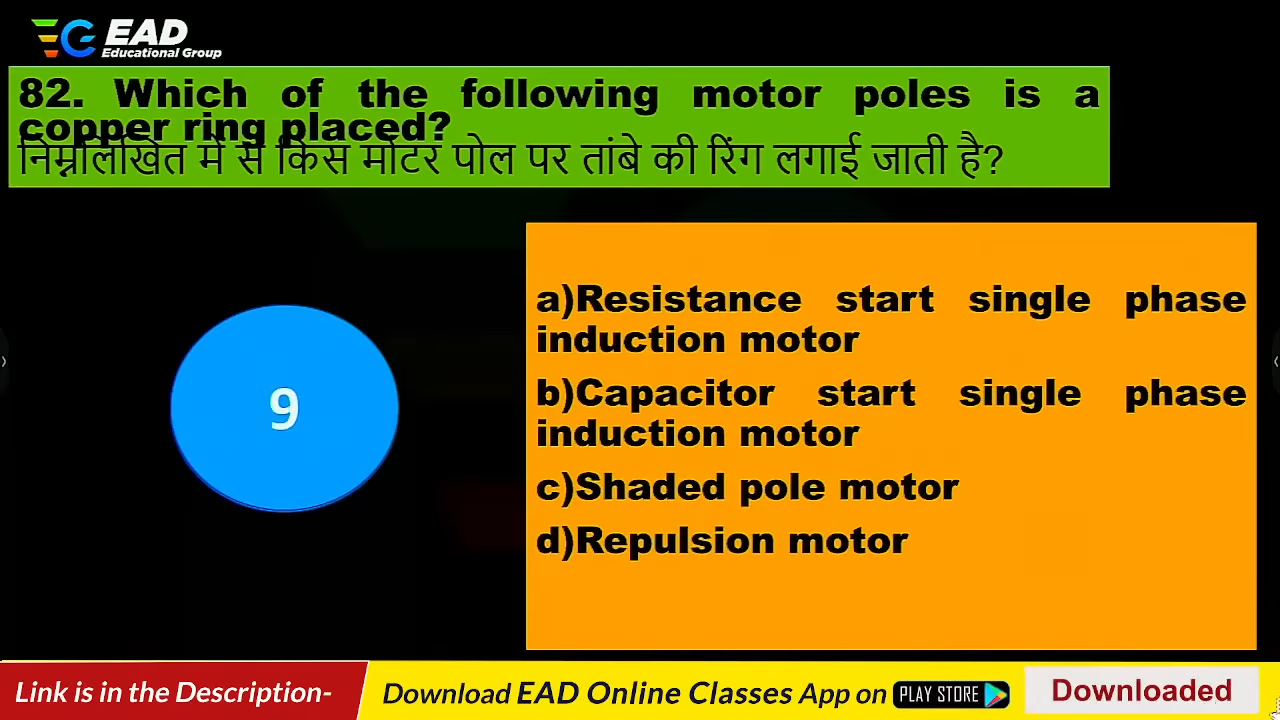 EAD
Educational Group
82. Which of the following motor poles is a
copper ring placed?
निम्नलिखित में से किस मोटर पोल पर तांबे की रिंग लगाई जाती है?
9
a)Resistance start single phase
induction motor
b)Capacitor start single phase
induction motor
c)Shaded pole motor
d)Repulsion motor
Link is in the Description-
Download EAD Online Classes App on PLAY STORE
Downloaded